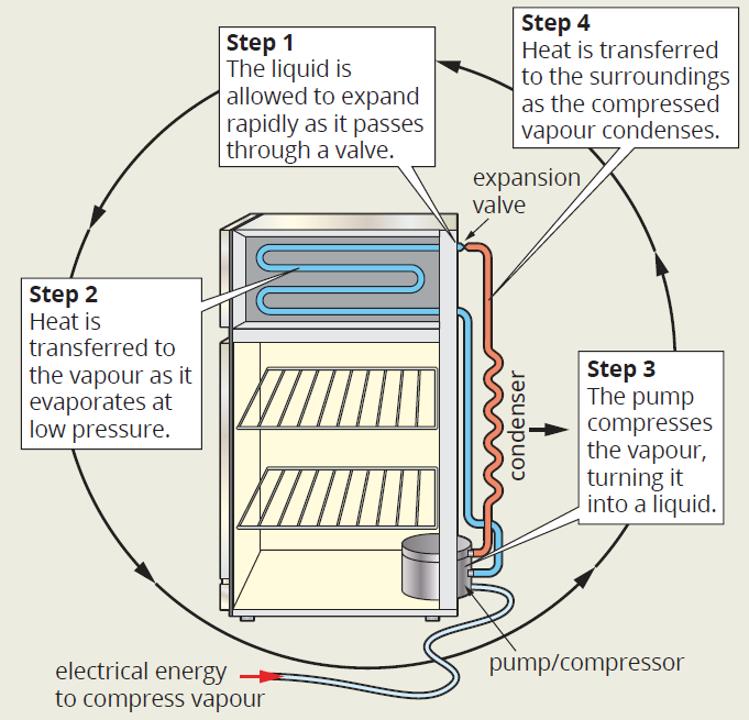 Step 1
The liquid is
allowed to expand
rapidly as it passes
through a valve.
Step 4
Heat is transferred
to the surroundings
as the compressed
vapour condenses.
expansion
valve
Step 2
Heat is
transferred to
the vapour as it
evaporates at
low pressure.
condenser
Step 3
The pump
compresses
the vapour,
turning it
into a liquid.
pump/compressor
electrical energy
to compress vapour